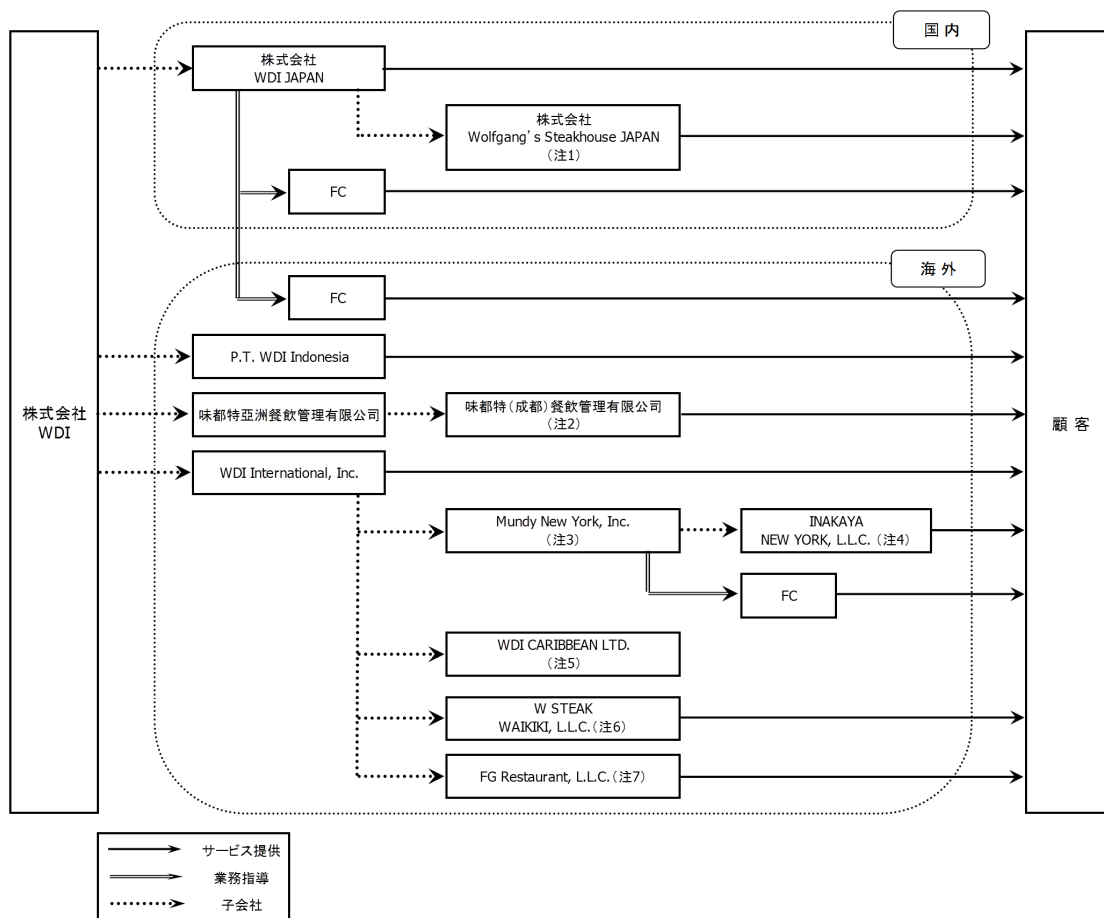 国内
株式会社
WDI JAPAN
株式会社
Wolfgang's Steakhouse JAPAN
(注1)
FC
海外
FC
P.T. WDI Indonesia
株式会社
WDI
味都特亞洲餐飲管理有限公司
味都特(成都)餐飲管理有限公司
(注2)
顧客
WDI International, Inc.
Mundy New York, Inc.
(注3)
INAKAYA
NEW YORK, L.L.C.(注4)
FC
WDI CARIBBEAN LTD.
(注5)
W STEAK
WAIKIKI, L.L.C.(注6)
FG Restaurant, L.L.C.(注7)
サービス提供
業務指導
子会社